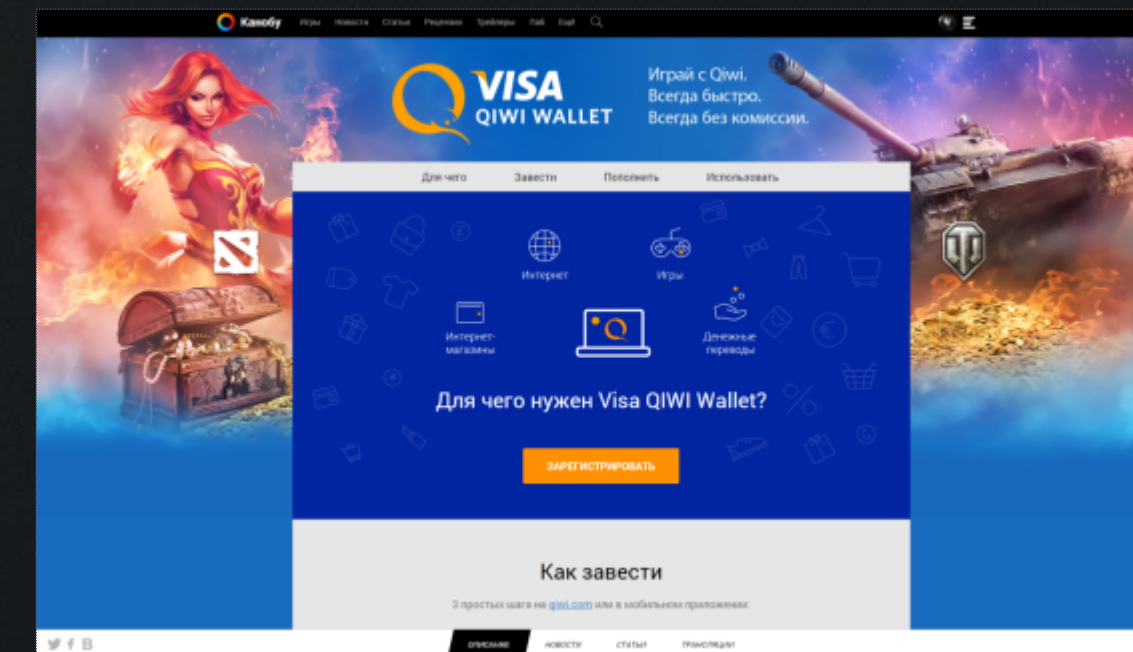 Канобу
Игры Новости Статьи Рецензии Трейлеры Паб Ещё
VISA
QIWI WALLET
Играй с Qiwi.
Всегда быстро.
Всегда без комиссии.
Для чего Завести Пополнить Использовать
Интернет
Игры
Интернет-
магазины
Денежные
переводы
Для чего нужен Visa QIWI Wallet?
ЗАРЕГИСТРИРОВАТЬ
Как завести
3 простых шага на qiwi.com или в мобильном приложении:
ОПИСАНИЕ НОВОСТИ СТАТЬИ ТРАНСЛЯЦИИ